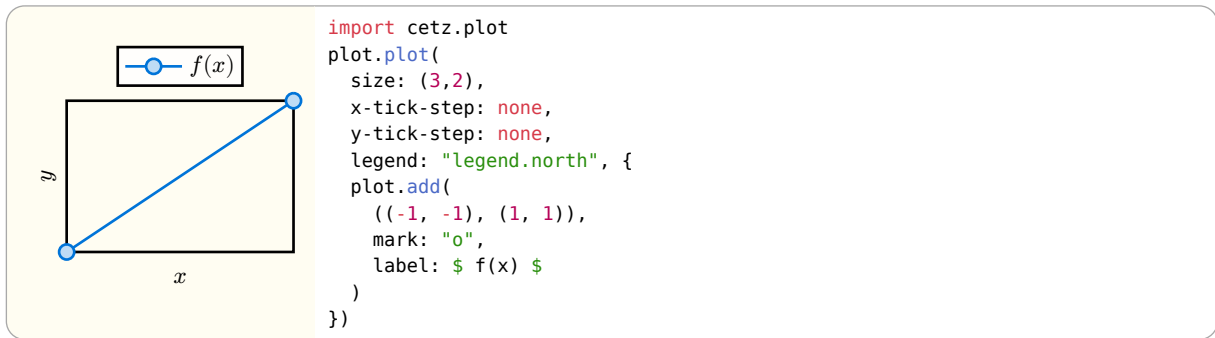 f(x)
y
x
import cetz.plot
plot.plot(
  size: (3,2),
  x-tick-step: none,
  y-tick-step: none,
  legend: "legend.north", {
  plot.add(
    ((-1, -1), (1, 1)),
    mark: "o",
    label: $ f(x) $
  )
})